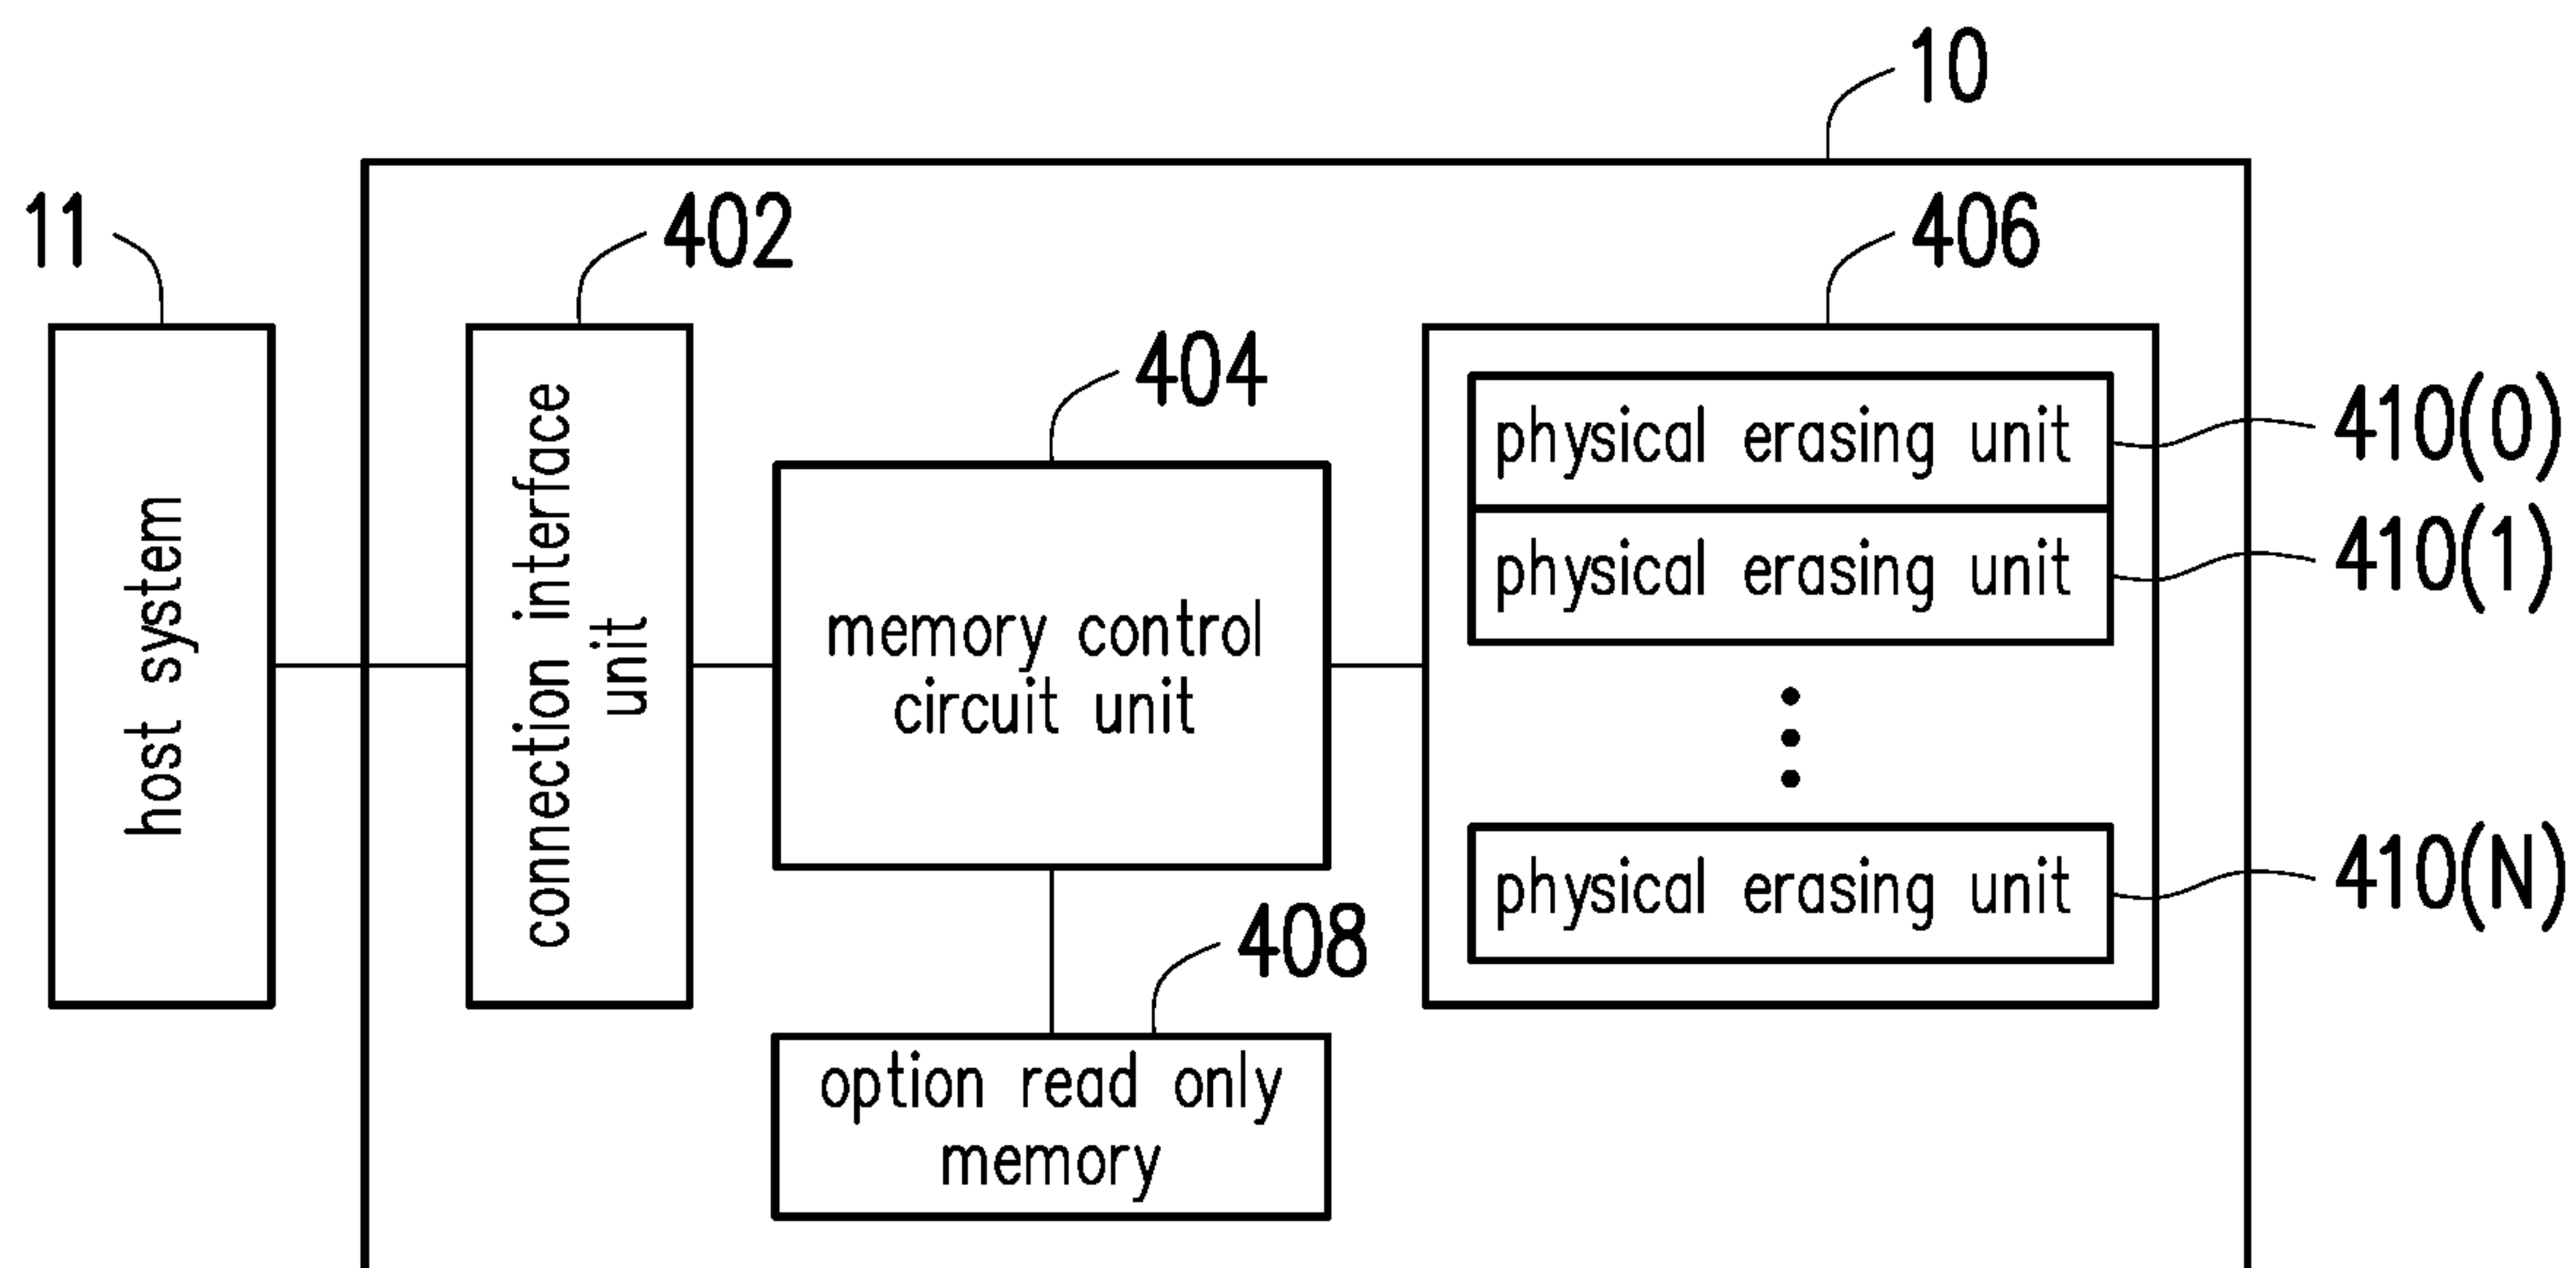 10
11
402
406
404
410(0)
physical erasing unit
410(1)
physical erasing unit
host system
connection interface
unit
memory control
circuit unit
410(N)
physical erasing unit
408
option read only
memory